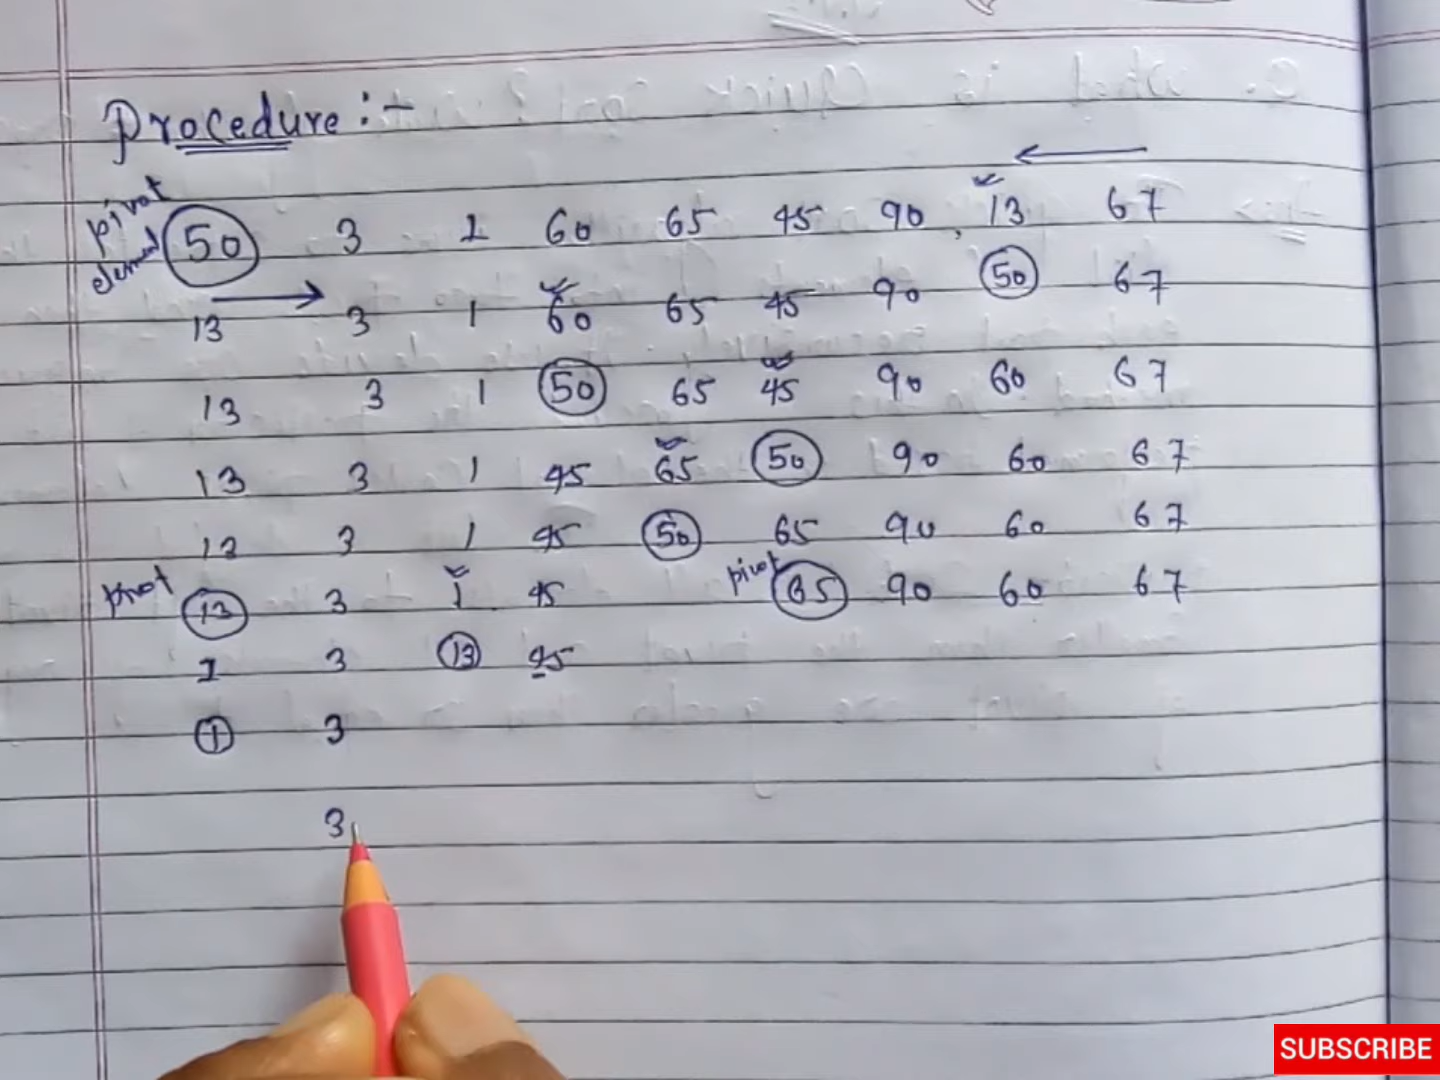 Procedure :-
pivot
element
50 3 1 60 65 45 90 13 67
13 3 1 60 65 45 90 50 67
13 3 1 50 65 45 90 60 67
13 3 1 45 65 50 90 60 67
13 3 1 45 50 65 90 60 67
pivot 13 3 1 45 pivot 65 90 60 67
1 3 13 45
1 3
3
SUBSCRIBE